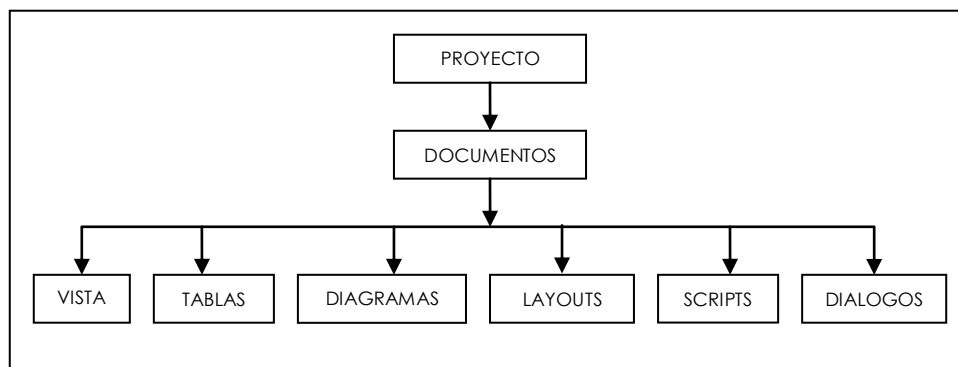 PROYECTO
DOCUMENTOS
VISTA
TABLAS
DIAGRAMAS
LAYOUTS
SCRIPTS
DIALOGOS